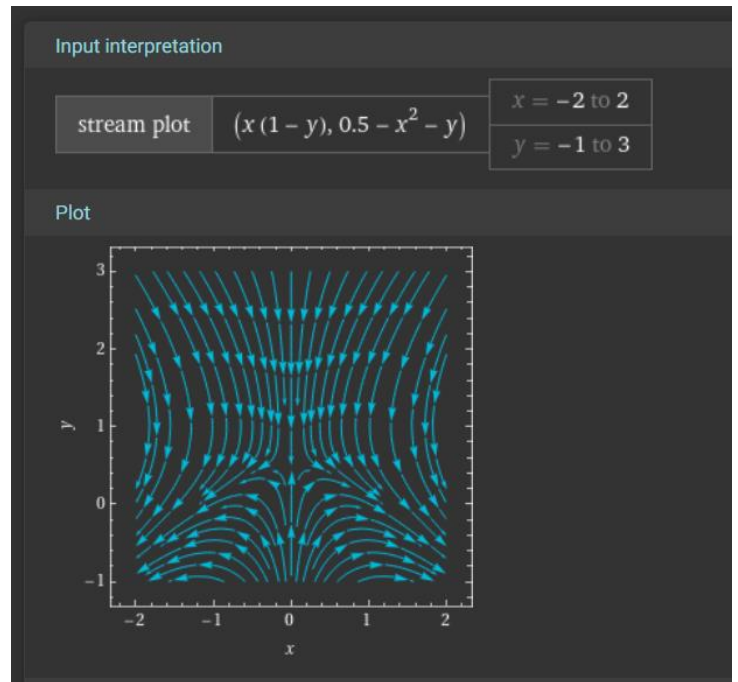 Input interpretation
stream plot (x (1 − y), 0.5 − x² − y) x = −2 to 2
y = −1 to 3
Plot
3
2
y 1
0
−1
−2 −1 0 1 2
x